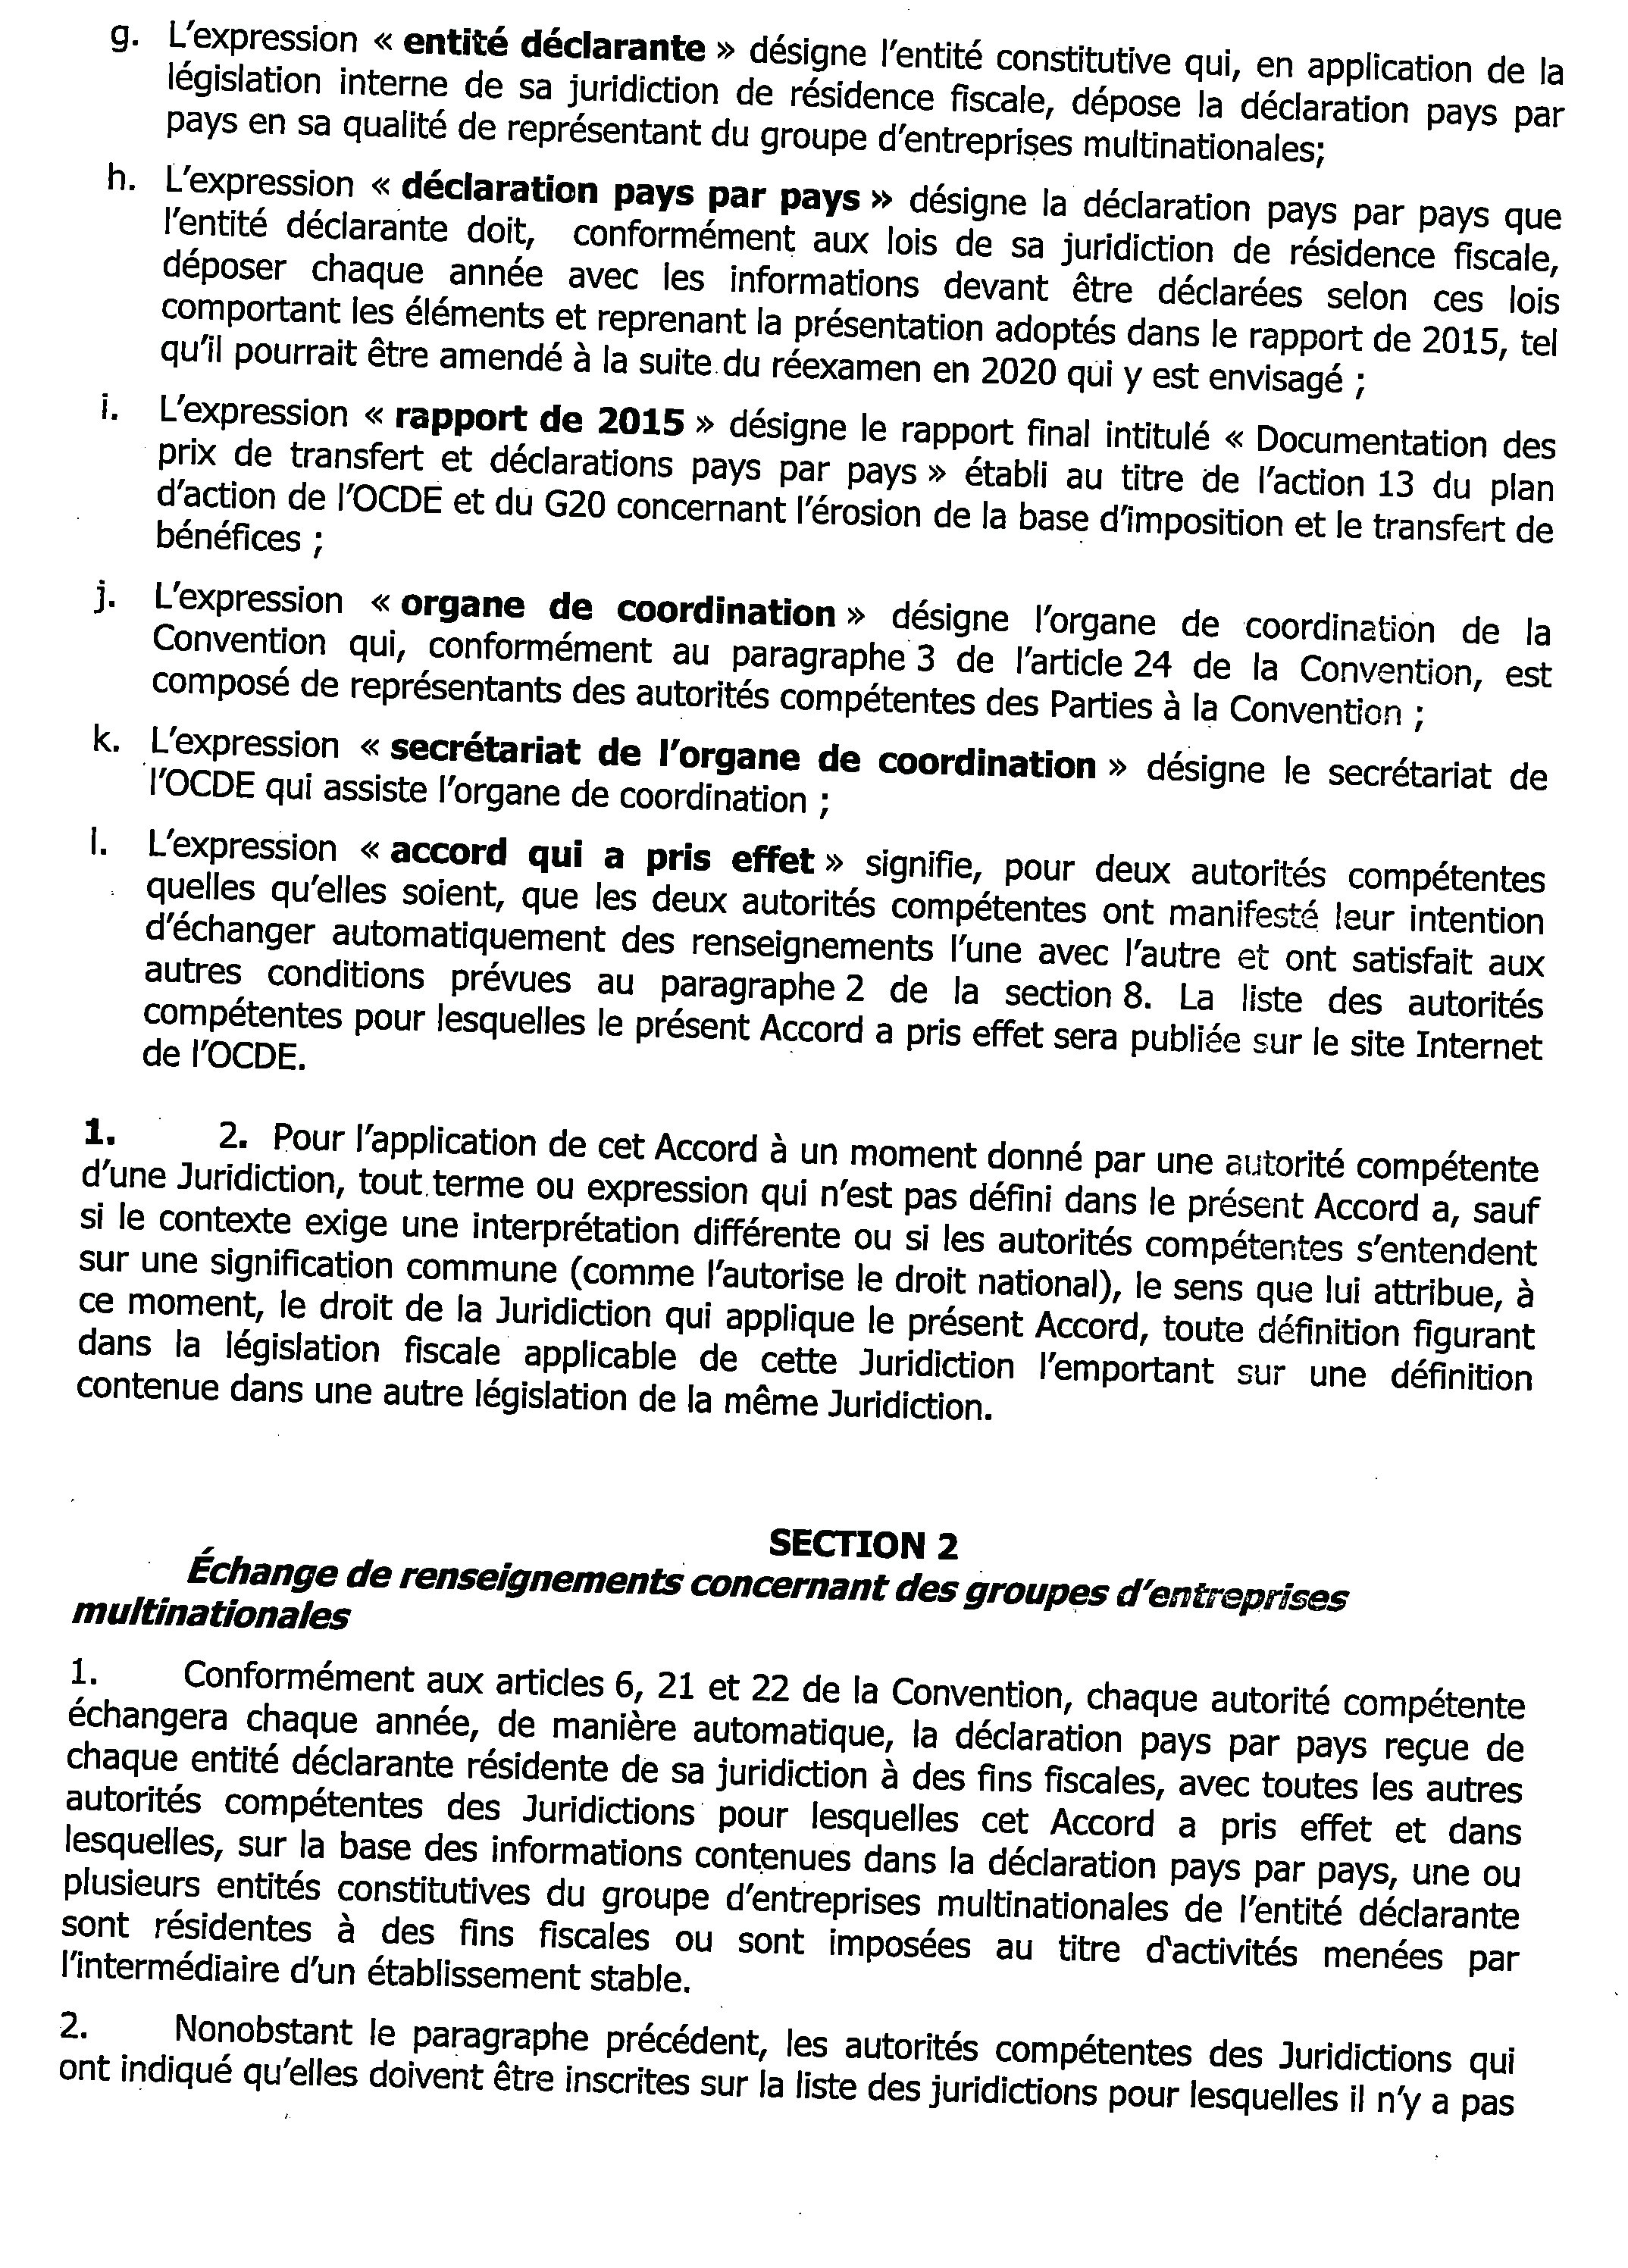 g. L'expression « entité déclarante » désigne l'entité constitutive qui, en application de la
législation interne de sa juridiction de résidence fiscale, dépose la déclaration pays par
pays en sa qualité de représentant du groupe d'entreprises multinationales;
h. L'expression « déclaration pays par pays » désigne la déclaration pays par pays que
l'entité déclarante doit, conformément aux lois de sa juridiction de résidence fiscale,
déposer chaque année avec les informations devant être déclarées selon ces lois
comportant les éléments et reprenant la présentation adoptés dans le rapport de 2015, tel
qu'il pourrait être amendé à la suite du réexamen en 2020 qui y est envisagé ;
i. L'expression « rapport de 2015 » désigne le rapport final intitulé « Documentation des
prix de transfert et déclarations pays par pays » établi au titre de l'action 13 du plan
d'action de l'OCDE et du G20 concernant l'érosion de la base d'imposition et le transfert de
bénéfices ;
j. L'expression « organe de coordination » désigne l'organe de coordination de la
Convention qui, conformément au paragraphe 3 de l'article 24 de la Convention, est
composé de représentants des autorités compétentes des Parties à la Convention ;
k. L'expression « secrétariat de l'organe de coordination » désigne le secrétariat de
l'OCDE qui assiste l'organe de coordination ;
l. L'expression « accord qui a pris effet » signifie, pour deux autorités compétentes
quelles qu'elles soient, que les deux autorités compétentes ont manifesté leur intention
d'échanger automatiquement des renseignements l'une avec l'autre et ont satisfait aux
autres conditions prévues au paragraphe 2 de la section 8. La liste des autorités
compétentes pour lesquelles le présent Accord a pris effet sera publiée sur le site Internet
de l'OCDE.
1. 2. Pour l'application de cet Accord à un moment donné par une autorité compétente
d'une Juridiction, tout terme ou expression qui n'est pas défini dans le présent Accord a, sauf
si le contexte exige une interprétation différente ou si les autorités compétentes s'entendent
sur une signification commune (comme l'autorise le droit national), le sens que lui attribue, à
ce moment, le droit de la Juridiction qui applique le présent Accord, toute définition figurant
dans la législation fiscale applicable de cette Juridiction l'emportant sur une définition
contenue dans une autre législation de la même Juridiction.
SECTION 2
Échange de renseignements concernant des groupes d'entreprises
multinationales
1. Conformément aux articles 6, 21 et 22 de la Convention, chaque autorité compétente
échangera chaque année, de manière automatique, la déclaration pays par pays reçue de
chaque entité déclarante résidente de sa juridiction à des fins fiscales, avec toutes les autres
autorités compétentes des Juridictions pour lesquelles cet Accord a pris effet et dans
lesquelles, sur la base des informations contenues dans la déclaration pays par pays, une ou
plusieurs entités constitutives du groupe d'entreprises multinationales de l'entité déclarante
sont résidentes à des fins fiscales ou sont imposées au titre d'activités menées par
l'intermédiaire d'un établissement stable.
2. Nonobstant le paragraphe précédent, les autorités compétentes des Juridictions qui
ont indiqué qu'elles doivent être inscrites sur la liste des juridictions pour lesquelles il n'y a pas